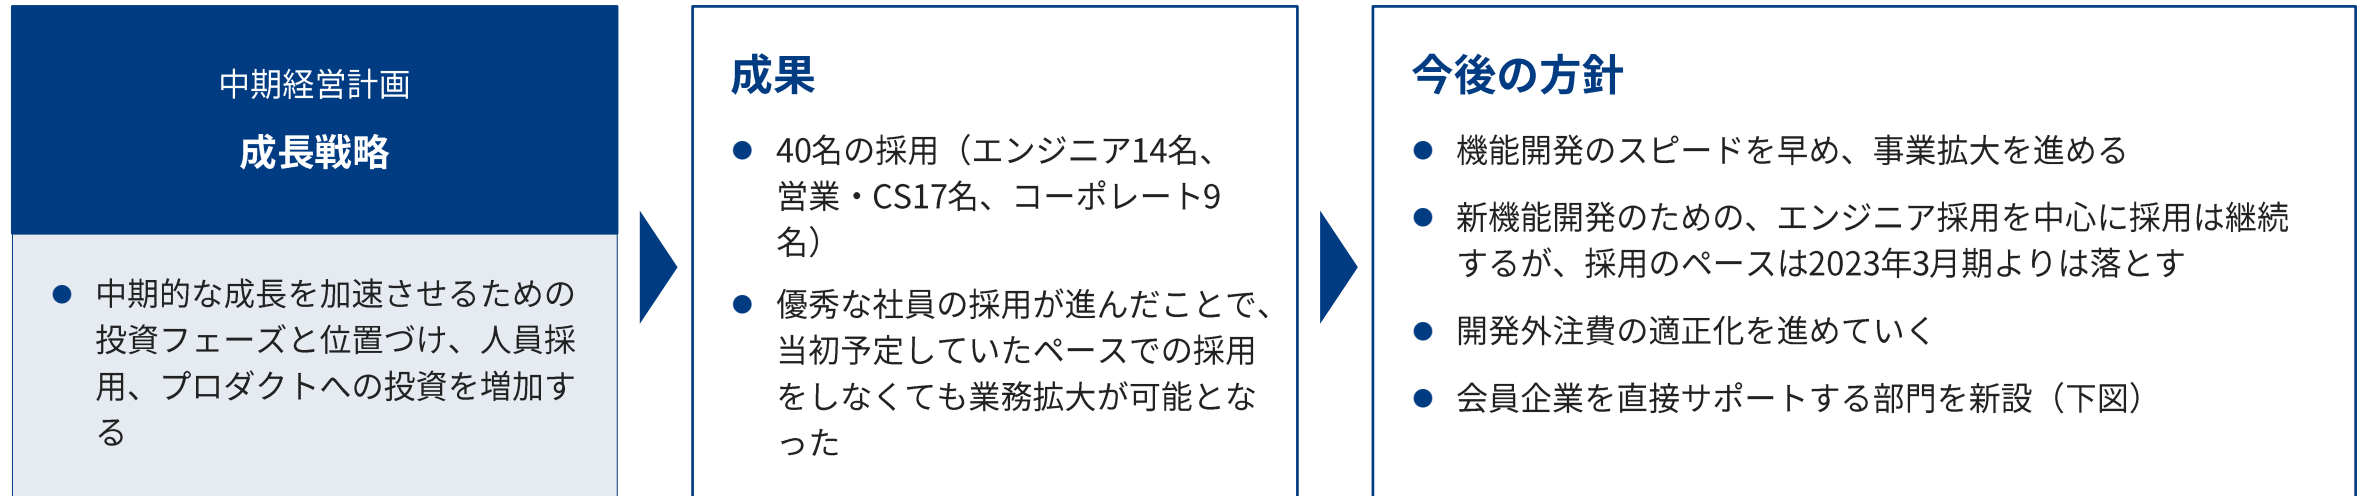 中期経営計画
成長戦略
● 中期的な成長を加速させるための
投資フェーズと位置づけ、人員採
用、プロダクトへの投資を増加す
る
成果
● 40名の採用（エンジニア14名、
営業・CS17名、コーポレート9
名）
● 優秀な社員の採用が進んだことで、
当初予定していたペースでの採用
をしなくても業務拡大が可能とな
った
今後の方針
● 機能開発のスピードを早め、事業拡大を進める
● 新機能開発のための、エンジニア採用を中心に採用は継続
するが、採用のペースは2023年3月期よりは落とす
● 開発外注費の適正化を進めていく
● 会員企業を直接サポートする部門を新設（下図）